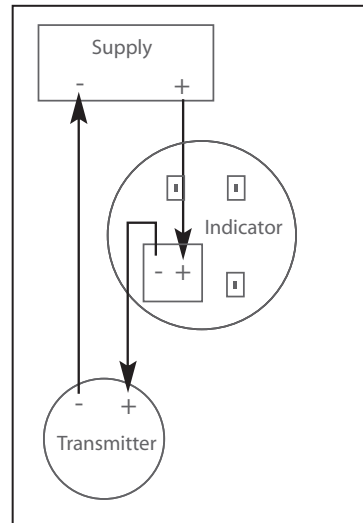 Supply
- +
Indicator
- +
- +
Transmitter